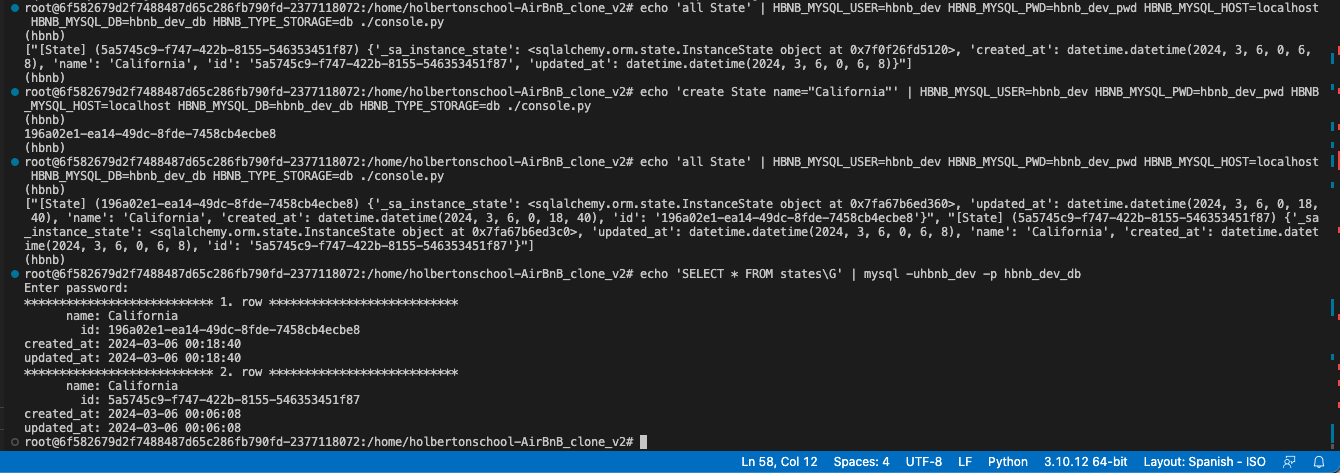 root@6f582679d2f7488487d65c286fb790fd-2377118072:/home/holbertonschool-AirBnB_clone_v2# echo 'all State' | HBNB_MYSQL_USER=hbnb_dev HBNB_MYSQL_PWD=hbnb_dev_pwd HBNB_MYSQL_HOST=localhost
HBNB_MYSQL_DB=hbnb_dev_db HBNB_TYPE_STORAGE=db ./console.py
(hbnb)
["[State] (5a5745c9-f747-422b-8155-546353451f87) {'_sa_instance_state': <sqlalchemy.orm.state.InstanceState object at 0x7f0f26fd5120>, 'created_at': datetime.datetime(2024, 3, 6, 0, 6,
8), 'name': 'California', 'id': '5a5745c9-f747-422b-8155-546353451f87', 'updated_at': datetime.datetime(2024, 3, 6, 0, 6, 8)}"]
(hbnb)
root@6f582679d2f7488487d65c286fb790fd-2377118072:/home/holbertonschool-AirBnB_clone_v2# echo 'create State name="California"' | HBNB_MYSQL_USER=hbnb_dev HBNB_MYSQL_PWD=hbnb_dev_pwd HBNB
_MYSQL_HOST=localhost HBNB_MYSQL_DB=hbnb_dev_db HBNB_TYPE_STORAGE=db ./console.py
(hbnb)
196a02e1-ea14-49dc-8fde-7458cb4ecbe8
(hbnb)
root@6f582679d2f7488487d65c286fb790fd-2377118072:/home/holbertonschool-AirBnB_clone_v2# echo 'all State' | HBNB_MYSQL_USER=hbnb_dev HBNB_MYSQL_PWD=hbnb_dev_pwd HBNB_MYSQL_HOST=localhost
HBNB_MYSQL_DB=hbnb_dev_db HBNB_TYPE_STORAGE=db ./console.py
(hbnb)
["[State] (196a02e1-ea14-49dc-8fde-7458cb4ecbe8) {'_sa_instance_state': <sqlalchemy.orm.state.InstanceState object at 0x7fa67b6ed360>, 'updated_at': datetime.datetime(2024, 3, 6, 0, 18,
40), 'name': 'California', 'created_at': datetime.datetime(2024, 3, 6, 0, 18, 40), 'id': '196a02e1-ea14-49dc-8fde-7458cb4ecbe8'}", "[State] (5a5745c9-f747-422b-8155-546353451f87) {'_s
a_instance_state': <sqlalchemy.orm.state.InstanceState object at 0x7fa67b6ed3c0>, 'updated_at': datetime.datetime(2024, 3, 6, 0, 6, 8), 'name': 'California', 'created_at': datetime.datet
ime(2024, 3, 6, 0, 6, 8), 'id': '5a5745c9-f747-422b-8155-546353451f87'}"]
(hbnb)
root@6f582679d2f7488487d65c286fb790fd-2377118072:/home/holbertonschool-AirBnB_clone_v2# echo 'SELECT * FROM states\G' | mysql -uhbnb_dev -p hbnb_dev_db
Enter password:
*************************** 1. row ***************************
name: California
id: 196a02e1-ea14-49dc-8fde-7458cb4ecbe8
created_at: 2024-03-06 00:18:40
updated_at: 2024-03-06 00:18:40
*************************** 2. row ***************************
name: California
id: 5a5745c9-f747-422b-8155-546353451f87
created_at: 2024-03-06 00:06:08
updated_at: 2024-03-06 00:06:08
root@6f582679d2f7488487d65c286fb790fd-2377118072:/home/holbertonschool-AirBnB_clone_v2#
Ln 58, Col 12 Spaces: 4 UTF-8 LF Python 3.10.12 64-bit Layout: Spanish - ISO